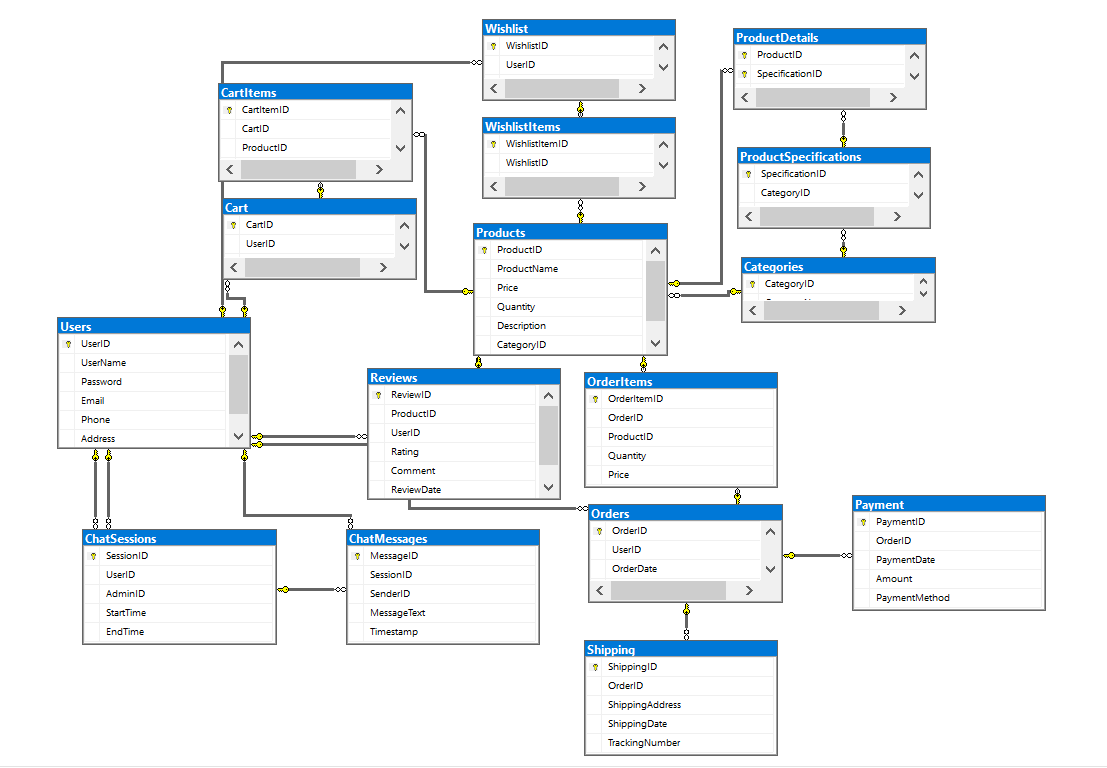 Wishlist
WishlistID
UserID
ProductDetails
ProductID
SpecificationID
CartItems
CartItemID
CartID
ProductID
WishlistItems
WishlistItemID
WishlistID
ProductSpecifications
SpecificationID
CategoryID
Cart
CartID
UserID
Products
ProductID
ProductName
Price
Quantity
Description
CategoryID
Categories
CategoryID
Users
UserID
UserName
Password
Email
Phone
Address
Reviews
ReviewID
ProductID
UserID
Rating
Comment
ReviewDate
OrderItems
OrderItemID
OrderID
ProductID
Quantity
Price
Orders
OrderID
UserID
OrderDate
Payment
PaymentID
OrderID
PaymentDate
Amount
PaymentMethod
ChatSessions
SessionID
UserID
AdminID
StartTime
EndTime
ChatMessages
MessageID
SessionID
SenderID
MessageText
Timestamp
Shipping
ShippingID
OrderID
ShippingAddress
ShippingDate
TrackingNumber